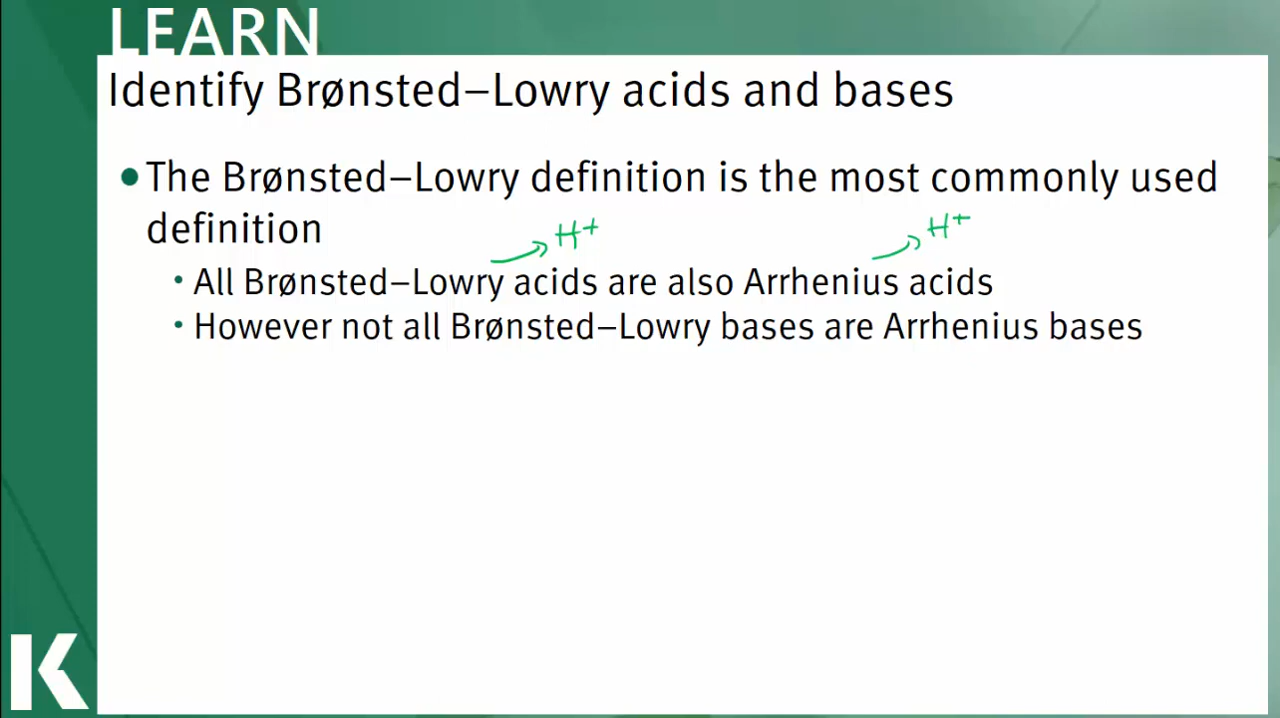 LEARN
Identify Brønsted–Lowry acids and bases
•The Brønsted–Lowry definition is the most commonly used
definition
H+ H+
• All Brønsted–Lowry acids are also Arrhenius acids
• However not all Brønsted–Lowry bases are Arrhenius bases
K